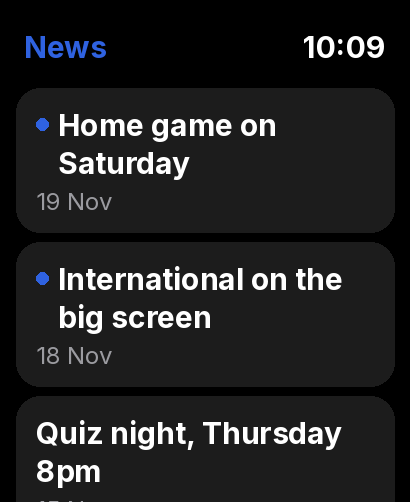 News 10:09
Home game on
Saturday
19 Nov
International on the
big screen
18 Nov
Quiz night, Thursday
8pm